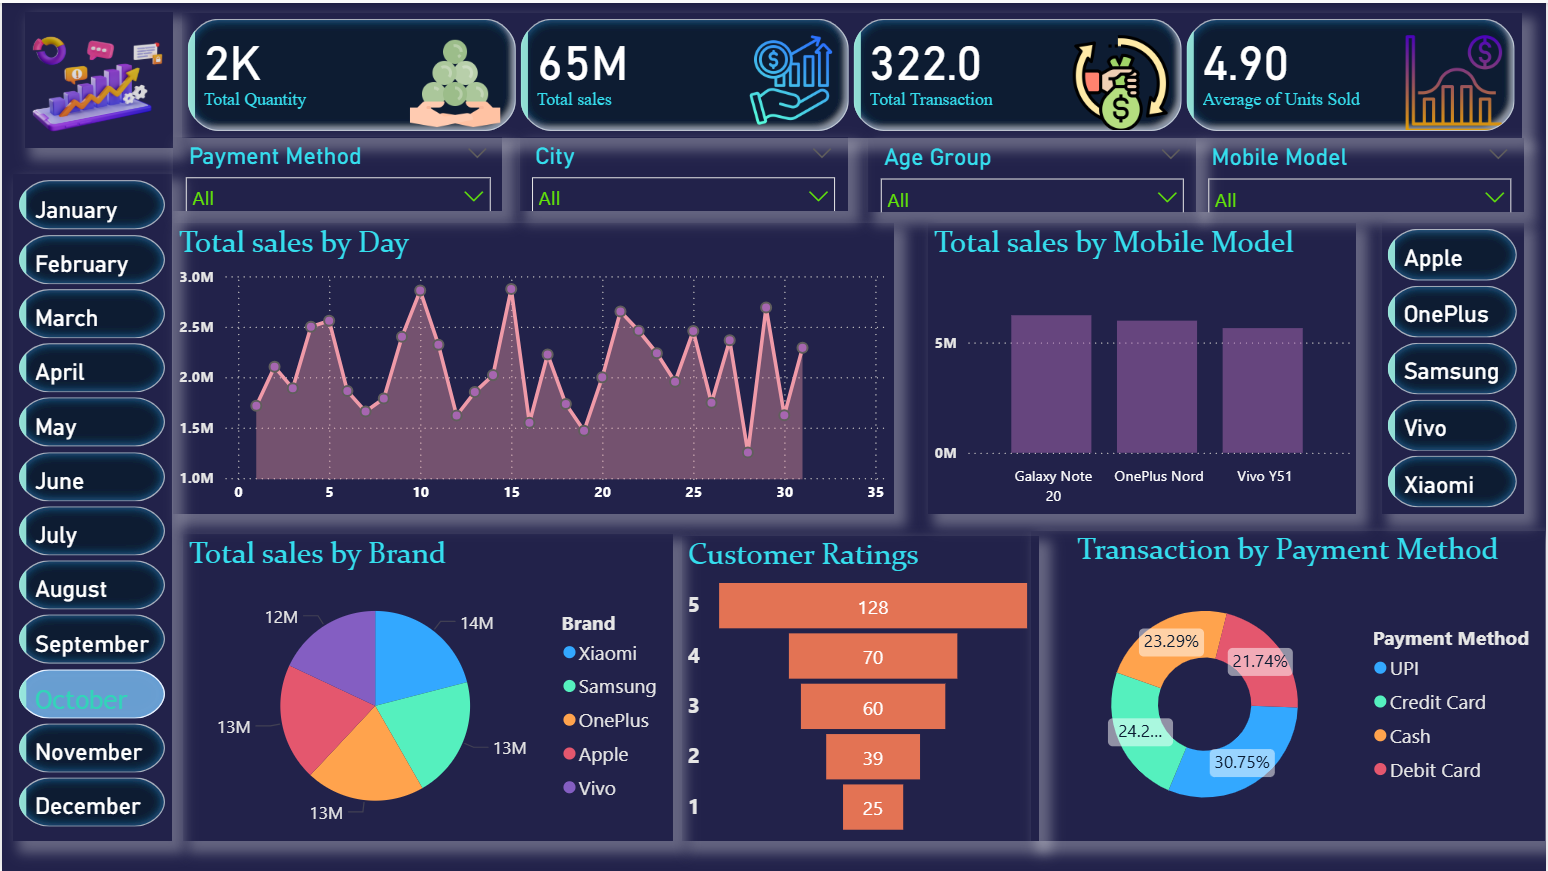 2K
Total Quantity
65M
Total sales
322.0
Total Transaction
4.90
Average of Units Sold
Payment Method
All
City
All
Age Group
All
Mobile Model
All
January
February
March
April
May
June
July
August
September
October
November
December
Total sales by Day
3.0M
2.5M
2.0M
1.5M
1.0M
0 5 10 15 20 25 30 35
Total sales by Mobile Model
5M
0M
Galaxy Note
20
OnePlus Nord
Vivo Y51
Apple
OnePlus
Samsung
Vivo
Xiaomi
Total sales by Brand
12M
14M
13M
13M
13M
Brand
Xiaomi
Samsung
OnePlus
Apple
Vivo
Customer Ratings
5 128
4 70
3 60
2 39
1 25
Transaction by Payment Method
23.29%
21.74%
24.2...
30.75%
Payment Method
UPI
Credit Card
Cash
Debit Card